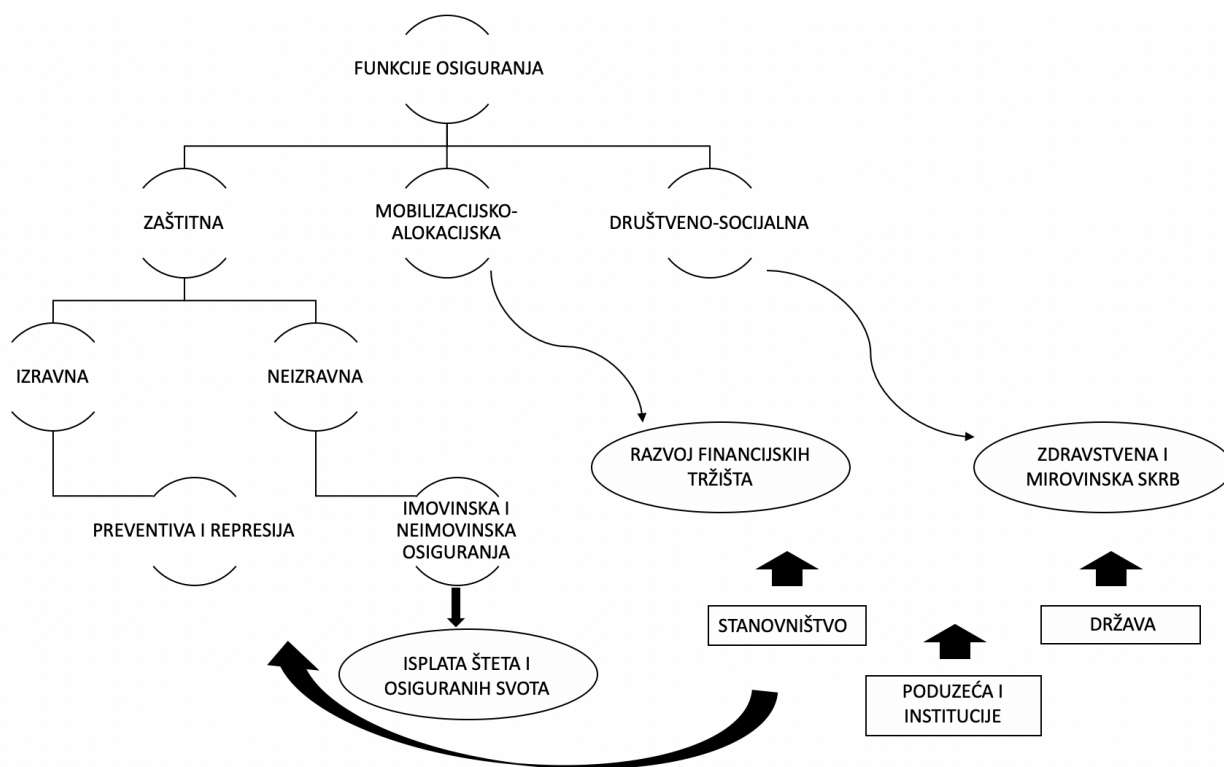 FUNKCIJE OSIGURANJA
ZAŠTITNA
MOBILIZACIJSKO-
ALOKACIJSKA
DRUŠTVENO-SOCIJALNA
IZRAVNA
NEIZRAVNA
RAZVOJ FINANCIJSKIH
TRŽIŠTA
ZDRAVSTVENA I
MIROVINSKA SKRB
PREVENTIVA I REPRESIJA
IMOVINSKA I
NEIMOVINSKA
OSIGURANJA
STANOVNIŠTVO
DRŽAVA
ISPLATA ŠTETA I
OSIGURANIH SVOTA
PODUZEĆA I
INSTITUCIJE